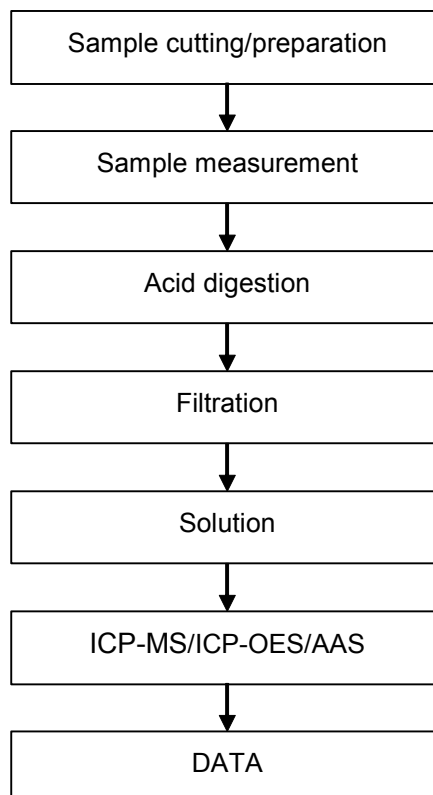 Sample cutting/preparation
Sample measurement
Acid digestion
Filtration
Solution
ICP-MS/ICP-OES/AAS
DATA